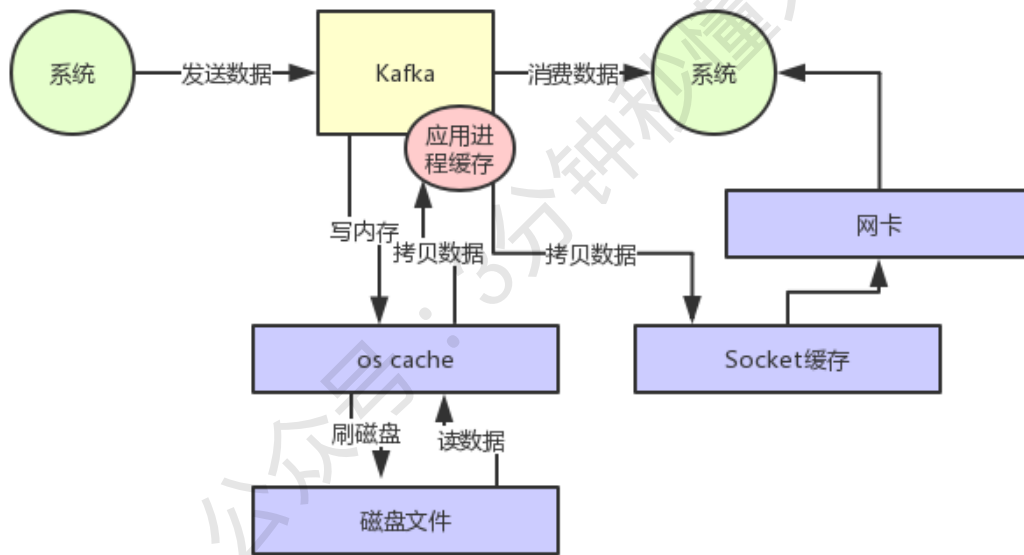 系统
发送数据
Kafka
消费数据
系统
应用进
程缓存
网卡
写内存
拷贝数据
拷贝数据
os cache
Socket缓存
刷磁盘
读数据
磁盘文件
公众号：3分钟秒懂大